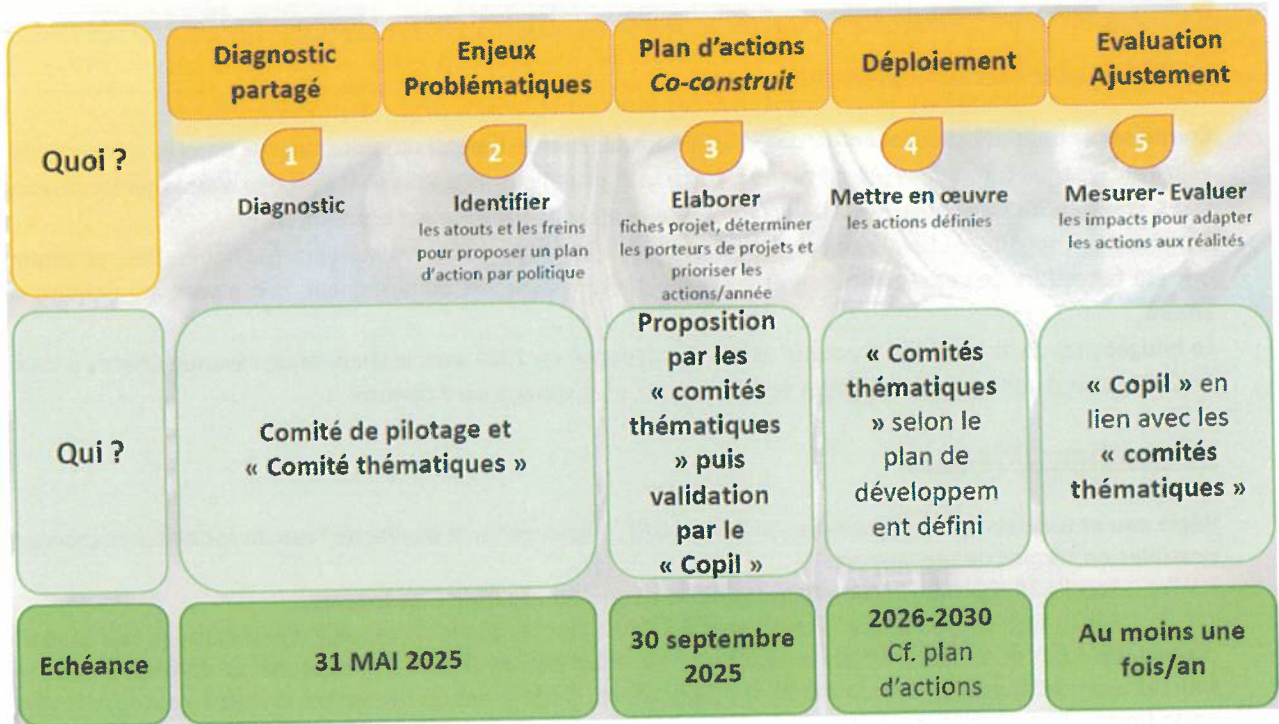 Quoi ?
Diagnostic
partagé
Enjeux
Problématiques
Plan d'actions
Co-construit
Déploiement
Evaluation
Ajustement
1
Diagnostic
2
Identifier
les atouts et les freins
pour proposer un plan
d'action par politique
3
Elaborer
fiches projet, déterminer
les porteurs de projets et
prioriser les
actions/année
4
Mettre en œuvre
les actions définies
5
Mesurer- Evaluer
les impacts pour adapter
les actions aux réalités
Qui ?
Comité de pilotage et
« Comité thématiques »
Proposition
par les
« comités
thématiques
» puis
validation
par le
« Copil »
« Comités
thématiques
» selon le
plan de
développem
ent défini
« Copil » en
lien avec les
« comités
thématiques »
Echéance
31 MAI 2025
30 septembre
2025
2026-2030
Cf. plan
d'actions
Au moins une
fois/an